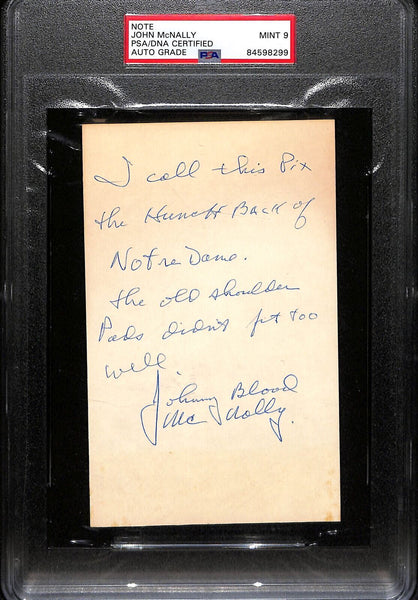 NOTE
JOHN McNALLY
PSA/DNA CERTIFIED
AUTO GRADE
MINT 9
PSA
84598299
I call this Pix
the Hunch Back of
Notre Dame.
the old shoulder
Pads didn't fit too
well.
Johnny Blood
McNally.